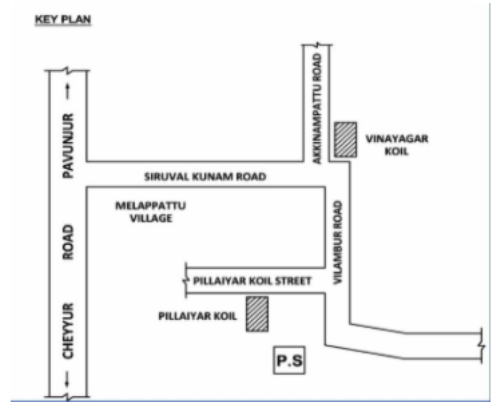 KEY PLAN
PAVUNJUR
ROAD
CHEYYUR
AKKINAMPATTU ROAD
VINAYAGAR
KOIL
SIRUVAL KUNAM ROAD
MELAPPATTU
VILLAGE
VILAMBUR ROAD
PILLAIYAR KOIL STREET
PILLAIYAR KOIL
P.S